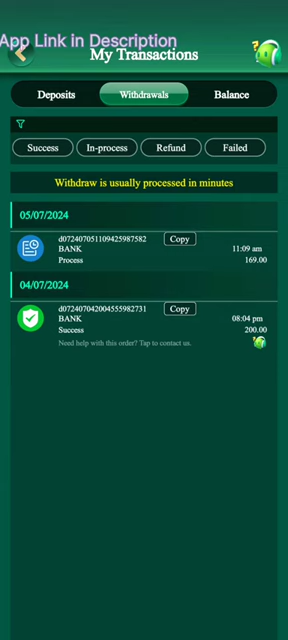 App Link in Description
My Transactions
Deposits
Withdrawals
Balance
Success
In-process
Refund
Failed
Withdraw is usually processed in minutes
05/07/2024
d072407051109425987582
Copy
BANK
11:09 am
Process
169.00
04/07/2024
d072407042004555982731
Copy
BANK
08:04 pm
Success
200.00
Need help with this order? Tap to contact us.